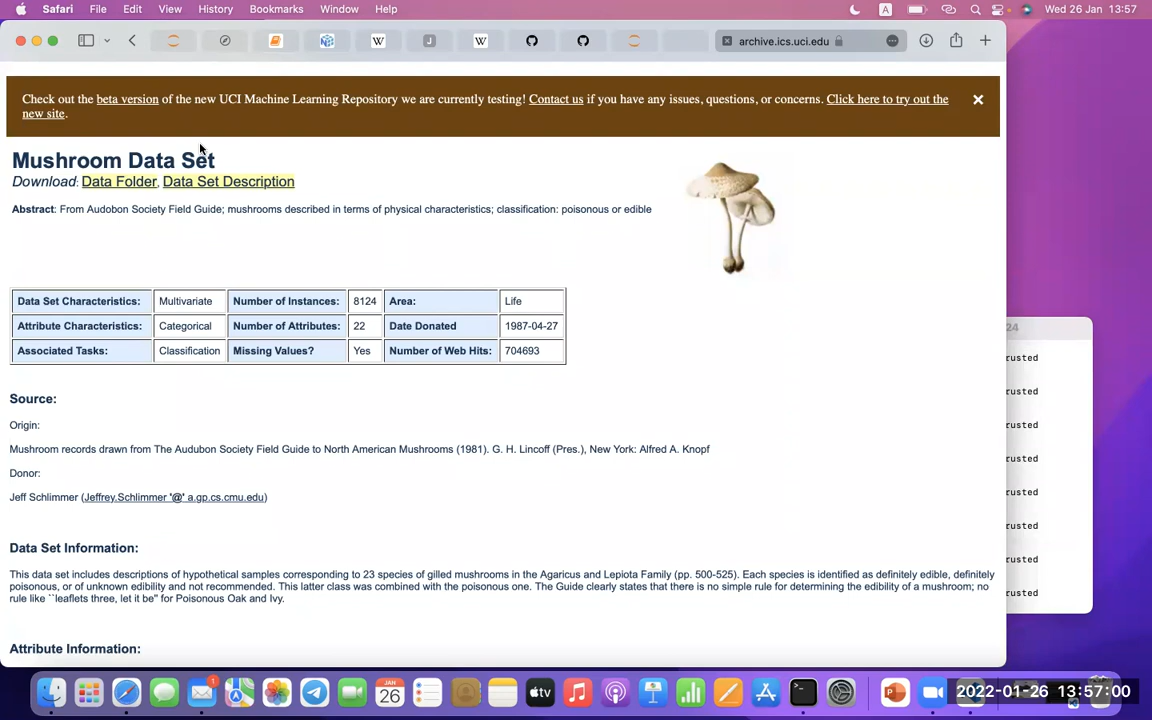 Safari File Edit View History Bookmarks Window Help A Wed 26 Jan 13:57
W J W archive.ics.uci.edu
Check out the beta version of the new UCI Machine Learning Repository we are currently testing! Contact us if you have any issues, questions, or concerns. Click here to try out the
new site.
Mushroom Data Set
Download: Data Folder, Data Set Description
Abstract: From Audobon Society Field Guide; mushrooms described in terms of physical characteristics; classification: poisonous or edible
Data Set Characteristics: Multivariate Number of Instances: 8124 Area: Life
Attribute Characteristics: Categorical Number of Attributes: 22 Date Donated 1987-04-27
Associated Tasks: Classification Missing Values? Yes Number of Web Hits: 704693
Source:
Origin:
Mushroom records drawn from The Audubon Society Field Guide to North American Mushrooms (1981). G. H. Lincoff (Pres.), New York: Alfred A. Knopf
Donor:
Jeff Schlimmer (Jeffrey.Schlimmer '@' a.gp.cs.cmu.edu)
Data Set Information:
This data set includes descriptions of hypothetical samples corresponding to 23 species of gilled mushrooms in the Agaricus and Lepiota Family (pp. 500-525). Each species is identified as definitely edible, definitely
poisonous, or of unknown edibility and not recommended. This latter class was combined with the poisonous one. The Guide clearly states that there is no simple rule for determining the edibility of a mushroom; no
rule like ``leaflets three, let it be'' for Poisonous Oak and Ivy.
Attribute Information:
24
rusted
rusted
rusted
rusted
rusted
rusted
rusted
rusted
1
JAN
26
tv
2022-01-26 13:57:00